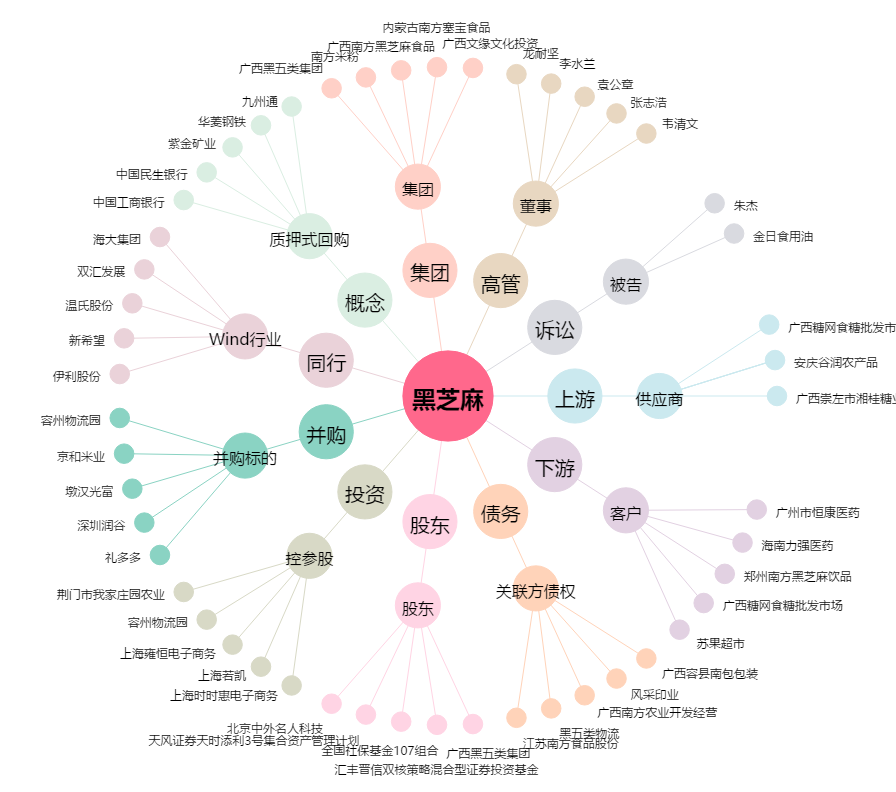 内蒙古南方塞宝食品
广西南方黑芝麻食品
广西文缘文化投资
南方米粉
广西黑五类集团
龙耐坚
李水兰
袁公章
张志浩
韦清文
九州通
华菱钢铁
紫金矿业
中国民生银行
中国工商银行
集团
董事
朱杰
金日食用油
质押式回购
海大集团
双汇发展
温氏股份
新希望
伊利股份
集团
高管
被告
概念
诉讼
广西糖网食糖批发市
安庆谷润农产品
广西崇左市湘桂糖业
Wind行业
同行
黑芝麻
上游
供应商
容州物流园
京和米业
墩汉光富
深圳润谷
礼多多
并购标的
并购
下游
客户
广州市恒康医药
海南力强医药
郑州南方黑芝麻饮品
广西糖网食糖批发市场
苏果超市
投资
股东
债务
控参股
股东
关联方债权
荆门市我家庄园农业
容州物流园
上海雍恒电子商务
上海若凯
上海时时惠电子商务
广西容县南包包装
风采印业
广西南方农业开发经营
黑五类物流
江苏南方食品股份
北京中外名人科技
天风证券天时添利3号集合资产管理计划
全国社保基金107组合
广西黑五类集团
汇丰晋信双核策略混合型证券投资基金